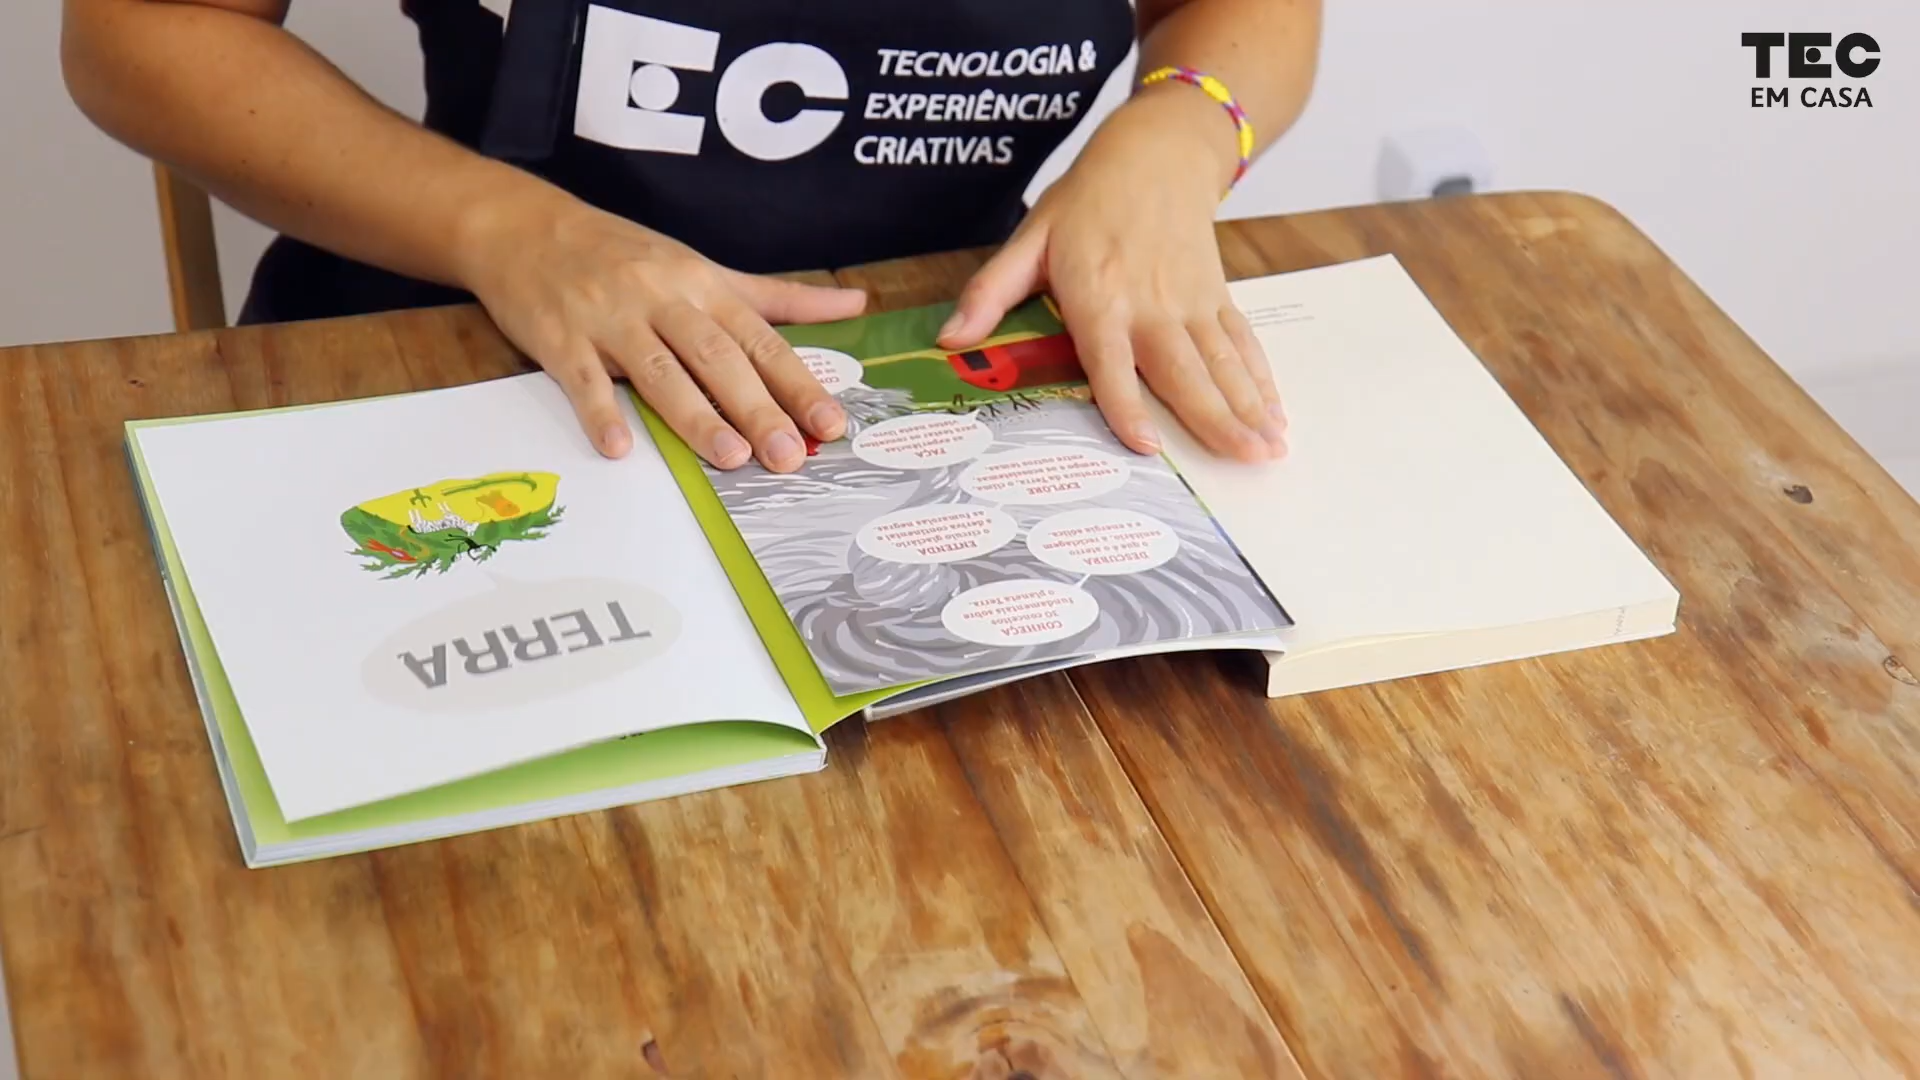 TEC
EM CASA
EC
TECNOLOGIA &
EXPERIÊNCIAS
CRIATIVAS
TERRA
CONHEÇA
30 conceitos
fundamentais sobre
o planeta Terra.
DESCUBRA
o que é o aterro
sanitário, a reciclagem
e a energia eólica.
ENTENDA
o círculo glaciário,
a deriva continental e
as fumarolas negras.
EXPLORE
a estrutura da Terra, o clima,
o tempo e os ecossistemas,
entre outros temas.
FAÇA
as experiências
para testar os conceitos
vistos neste livro.